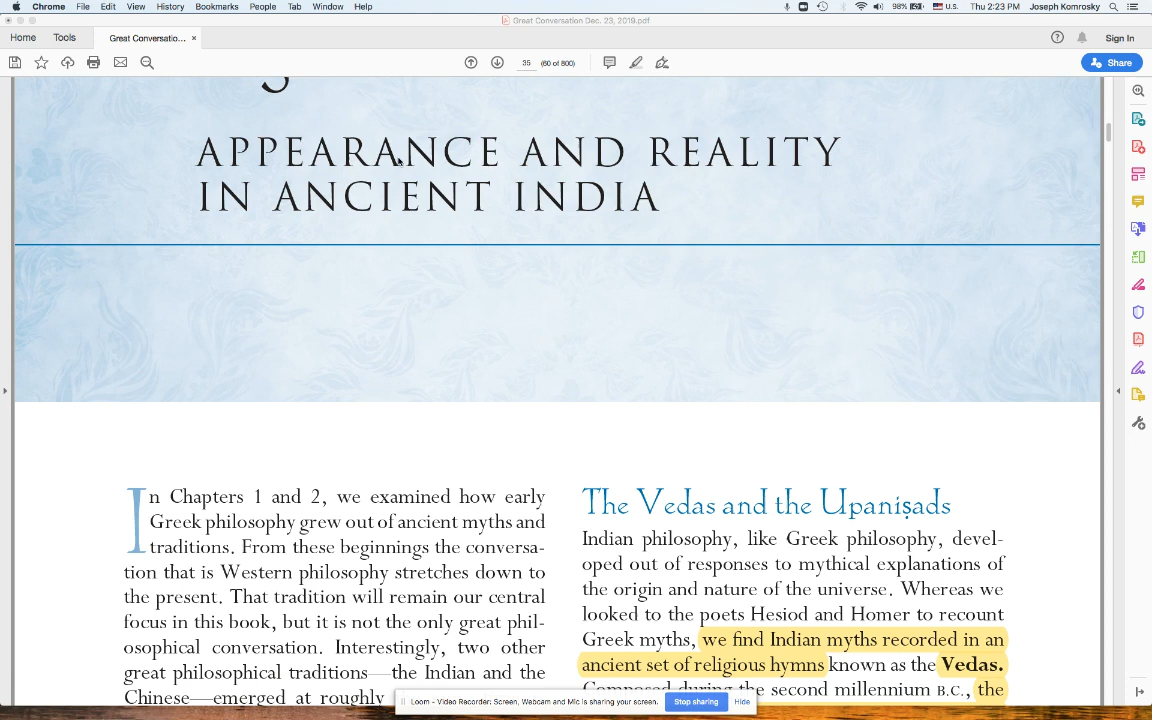 Chrome File Edit View History Bookmarks People Tab Window Help 98% U.S. Thu 2:23 PM Joseph Komrosky
Great Conversation Dec. 23, 2019.pdf
Home Tools Great Conversatio... × Sign In
35 (60 of 800) Share
APPEARANCE AND REALITY
IN ANCIENT INDIA
In Chapters 1 and 2, we examined how early
Greek philosophy grew out of ancient myths and
traditions. From these beginnings the conversa-
tion that is Western philosophy stretches down to
the present. That tradition will remain our central
focus in this book, but it is not the only great phil-
osophical conversation. Interestingly, two other
great philosophical traditions—the Indian and the
Chinese—emerged at roughly
The Vedas and the Upaniṣads
Indian philosophy, like Greek philosophy, devel-
oped out of responses to mythical explanations of
the origin and nature of the universe. Whereas we
looked to the poets Hesiod and Homer to recount
Greek myths, we find Indian myths recorded in an
ancient set of religious hymns known as the Vedas.
Composed during the second millennium B.C., the
Loom - Video Recorder: Screen, Webcam and Mic is sharing your screen. Stop sharing Hide